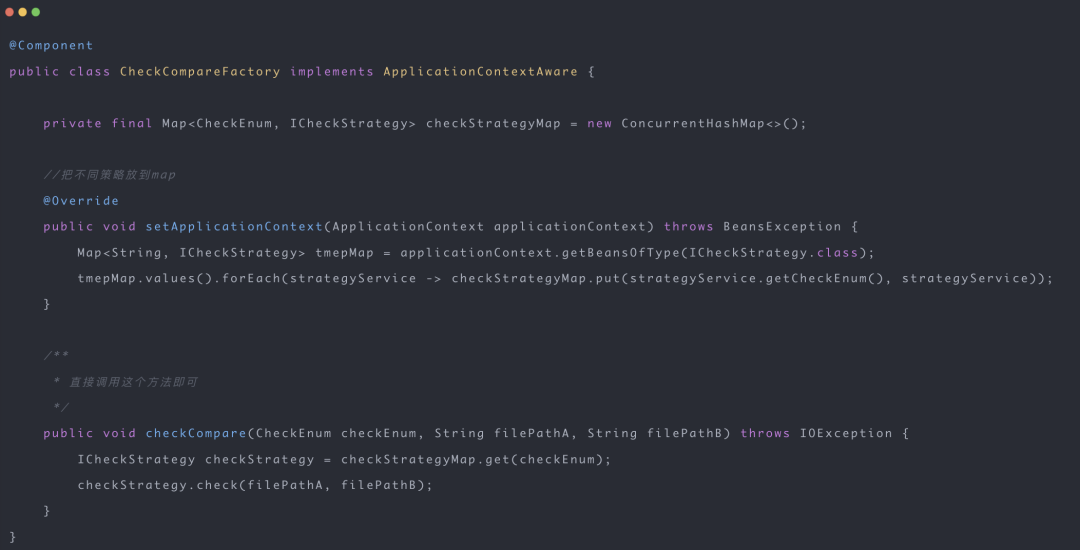 @Component
public class CheckCompareFactory implements ApplicationContextAware {
private final Map<CheckEnum, ICheckStrategy> checkStrategyMap = new ConcurrentHashMap<>();
//把不同策略放到map
@Override
public void setApplicationContext(ApplicationContext applicationContext) throws BeansException {
Map<String, ICheckStrategy> tmepMap = applicationContext.getBeansOfType(ICheckStrategy.class);
tmepMap.values().forEach(strategyService -> checkStrategyMap.put(strategyService.getCheckEnum(), strategyService));
}
/**
* 直接调用这个方法即可
*/
public void checkCompare(CheckEnum checkEnum, String filePathA, String filePathB) throws IOException {
ICheckStrategy checkStrategy = checkStrategyMap.get(checkEnum);
checkStrategy.check(filePathA, filePathB);
}
}